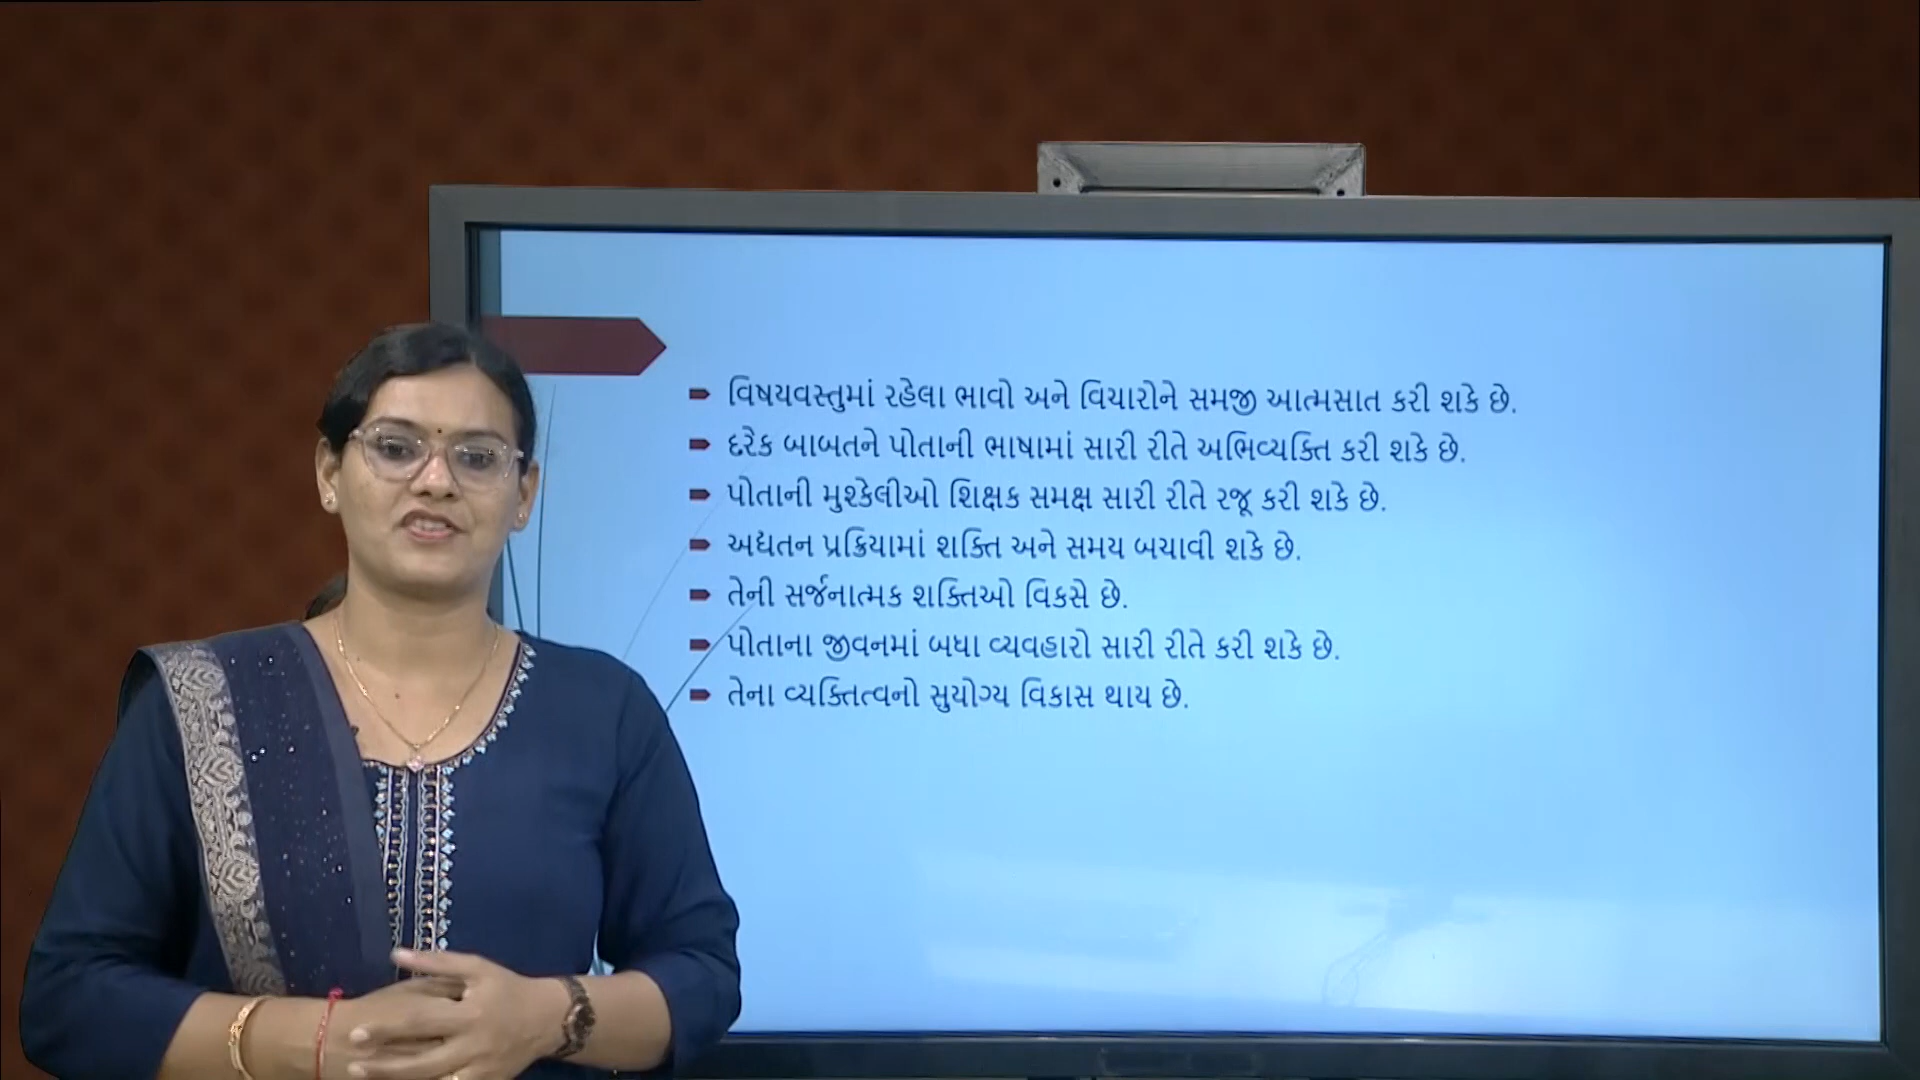 વિષયવસ્તુમાં રહેલા ભાવો અને વિચારોને સમજી આત્મસાત કરી શકે છે.
દરેક બાબતને પોતાની ભાષામાં સારી રીતે અભિવ્યક્તિ કરી શકે છે.
પોતાની મુશ્કેલીઓ શિક્ષક સમક્ષ સારી રીતે રજૂ કરી શકે છે.
અદ્યતન પ્રક્રિયામાં શક્તિ અને સમય બચાવી શકે છે.
તેની સર્જનાત્મક શક્તિઓ વિકસે છે.
પોતાના જીવનમાં બધા વ્યવહારો સારી રીતે કરી શકે છે.
તેના વ્યક્તિત્વનો સુયોગ્ય વિકાસ થાય છે.